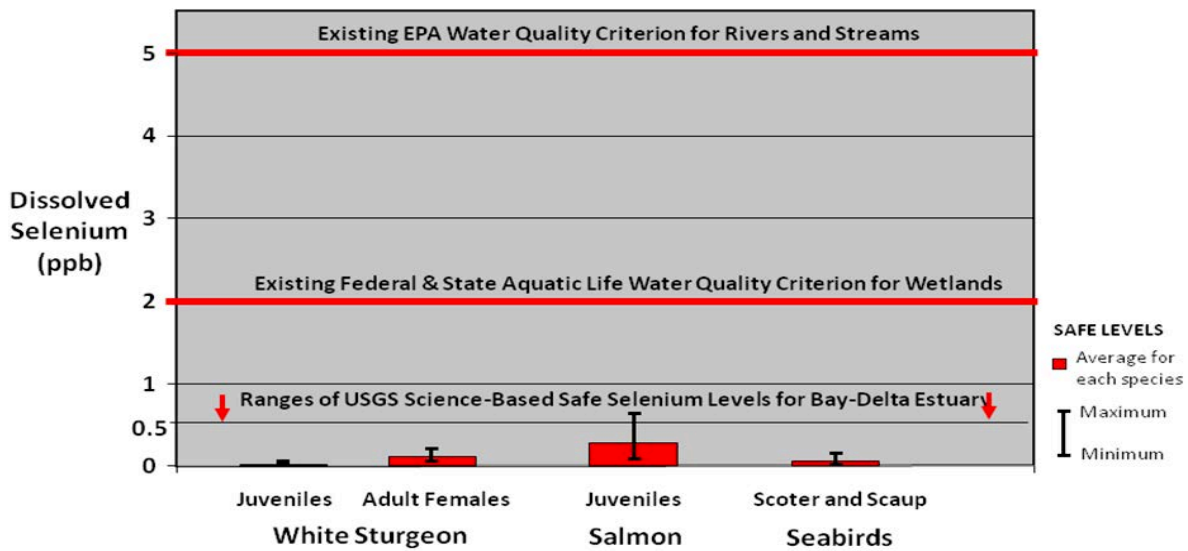 Existing EPA Water Quality Criterion for Rivers and Streams
5
4
Dissolved
Selenium
(ppb)
3
Existing Federal & State Aquatic Life Water Quality Criterion for Wetlands
2
SAFE LEVELS
Average for
each species
Maximum
Minimum
1
Ranges of USGS Science-Based Safe Selenium Levels for Bay-Delta Estuary
0.5
0
Juveniles Adult Females Juveniles Scoter and Scaup
White Sturgeon Salmon Seabirds